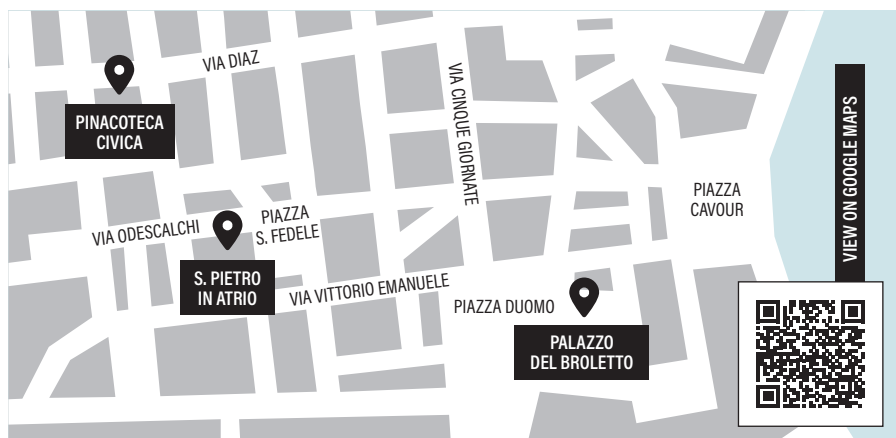 VIA DIAZ
PINACOTECA
CIVICA
VIA CINQUE GIORNATE
VIEW ON GOOGLE MAPS
PIAZZA
CAVOUR
VIA ODESCALCHI
PIAZZA
S. FEDELE
S. PIETRO
IN ATRIO
VIA VITTORIO EMANUELE
PIAZZA DUOMO
PALAZZO
DEL BROLETTO